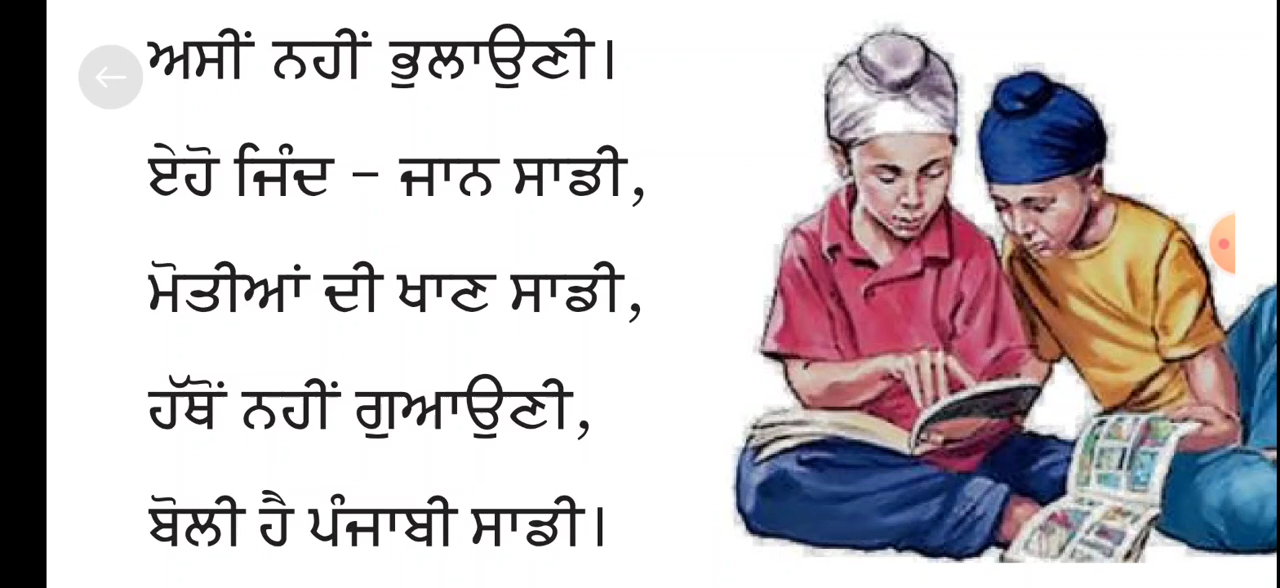 ਅਸੀਂ ਨਹੀਂ ਭੁਲਾਉਣੀ।
ਏਹੋ ਜਿੰਦ – ਜਾਨ ਸਾਡੀ,
ਮੋਤੀਆਂ ਦੀ ਖਾਣ ਸਾਡੀ,
ਹੱਥੋਂ ਨਹੀਂ ਗੁਆਉਣੀ,
ਬੋਲੀ ਹੈ ਪੰਜਾਬੀ ਸਾਡੀ।